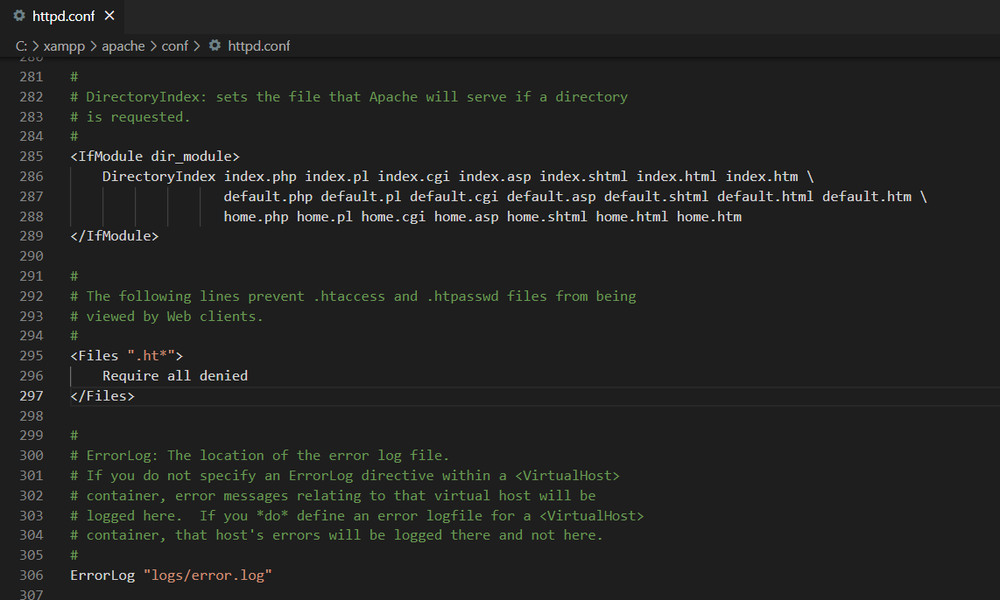 httpd.conf ×
C: > xampp > apache > conf > httpd.conf
280
281 #
282 # DirectoryIndex: sets the file that Apache will serve if a directory
283 # is requested.
284 #
285 <IfModule dir_module>
286     DirectoryIndex index.php index.pl index.cgi index.asp index.shtml index.html index.htm \
287                    default.php default.pl default.cgi default.asp default.shtml default.html default.htm \
288                    home.php home.pl home.cgi home.asp home.shtml home.html home.htm
289 </IfModule>
290
291 #
292 # The following lines prevent .htaccess and .htpasswd files from being
293 # viewed by Web clients.
294 #
295 <Files ".ht*">
296     Require all denied
297 </Files>
298
299 #
300 # ErrorLog: The location of the error log file.
301 # If you do not specify an ErrorLog directive within a <VirtualHost>
302 # container, error messages relating to that virtual host will be
303 # logged here.  If you *do* define an error logfile for a <VirtualHost>
304 # container, that host's errors will be logged there and not here.
305 #
306 ErrorLog "logs/error.log"
307